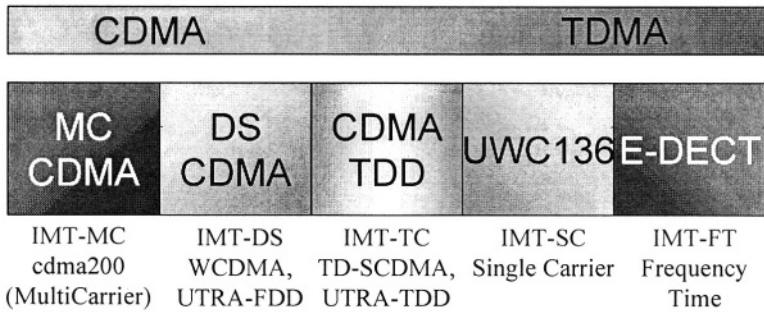 CDMA TDMA
MC DS CDMA UWC136 E-DECT
CDMA CDMA TDD
IMT-MC IMT-DS IMT-TC IMT-SC IMT-FT
cdma200 WCDMA, TD-SCDMA, Single Carrier Frequency
(MultiCarrier) UTRA-FDD UTRA-TDD Time